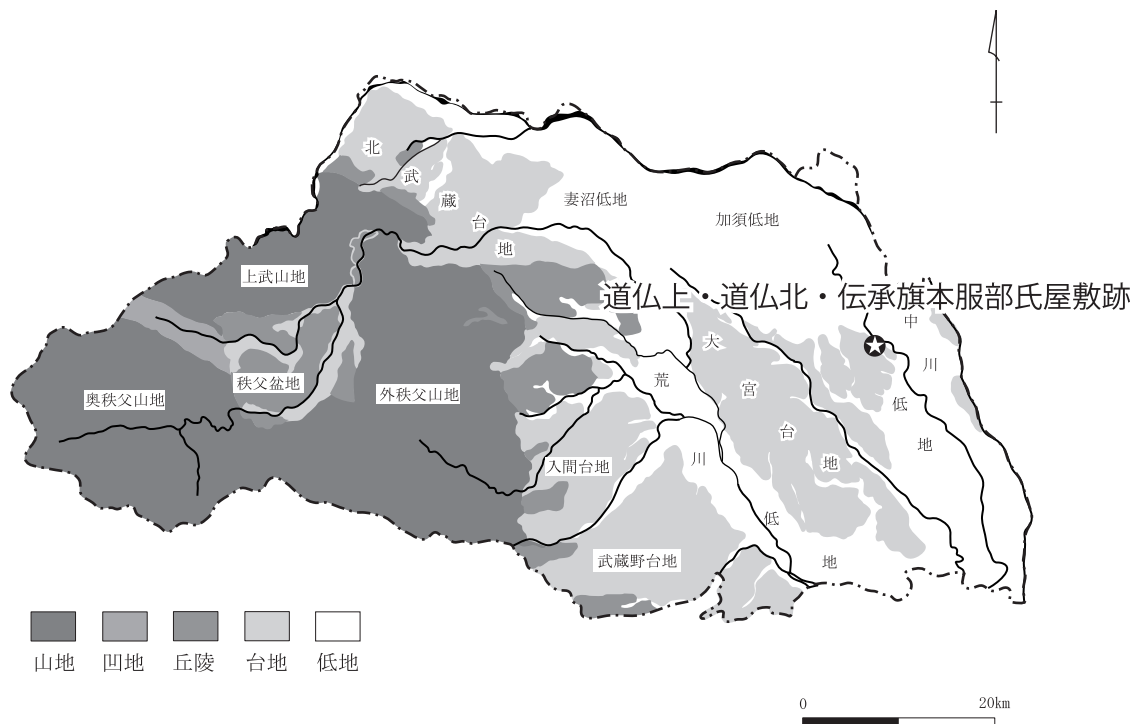 北武蔵台地
妻沼低地
加須低地
上武山地
道仏上・道仏北・伝承旗本服部氏屋敷跡
中川低地
大宮台地
荒川低地
秩父盆地
奥秩父山地
外秩父山地
入間台地
武蔵野台地
山地
凹地
丘陵
台地
低地
0
20km